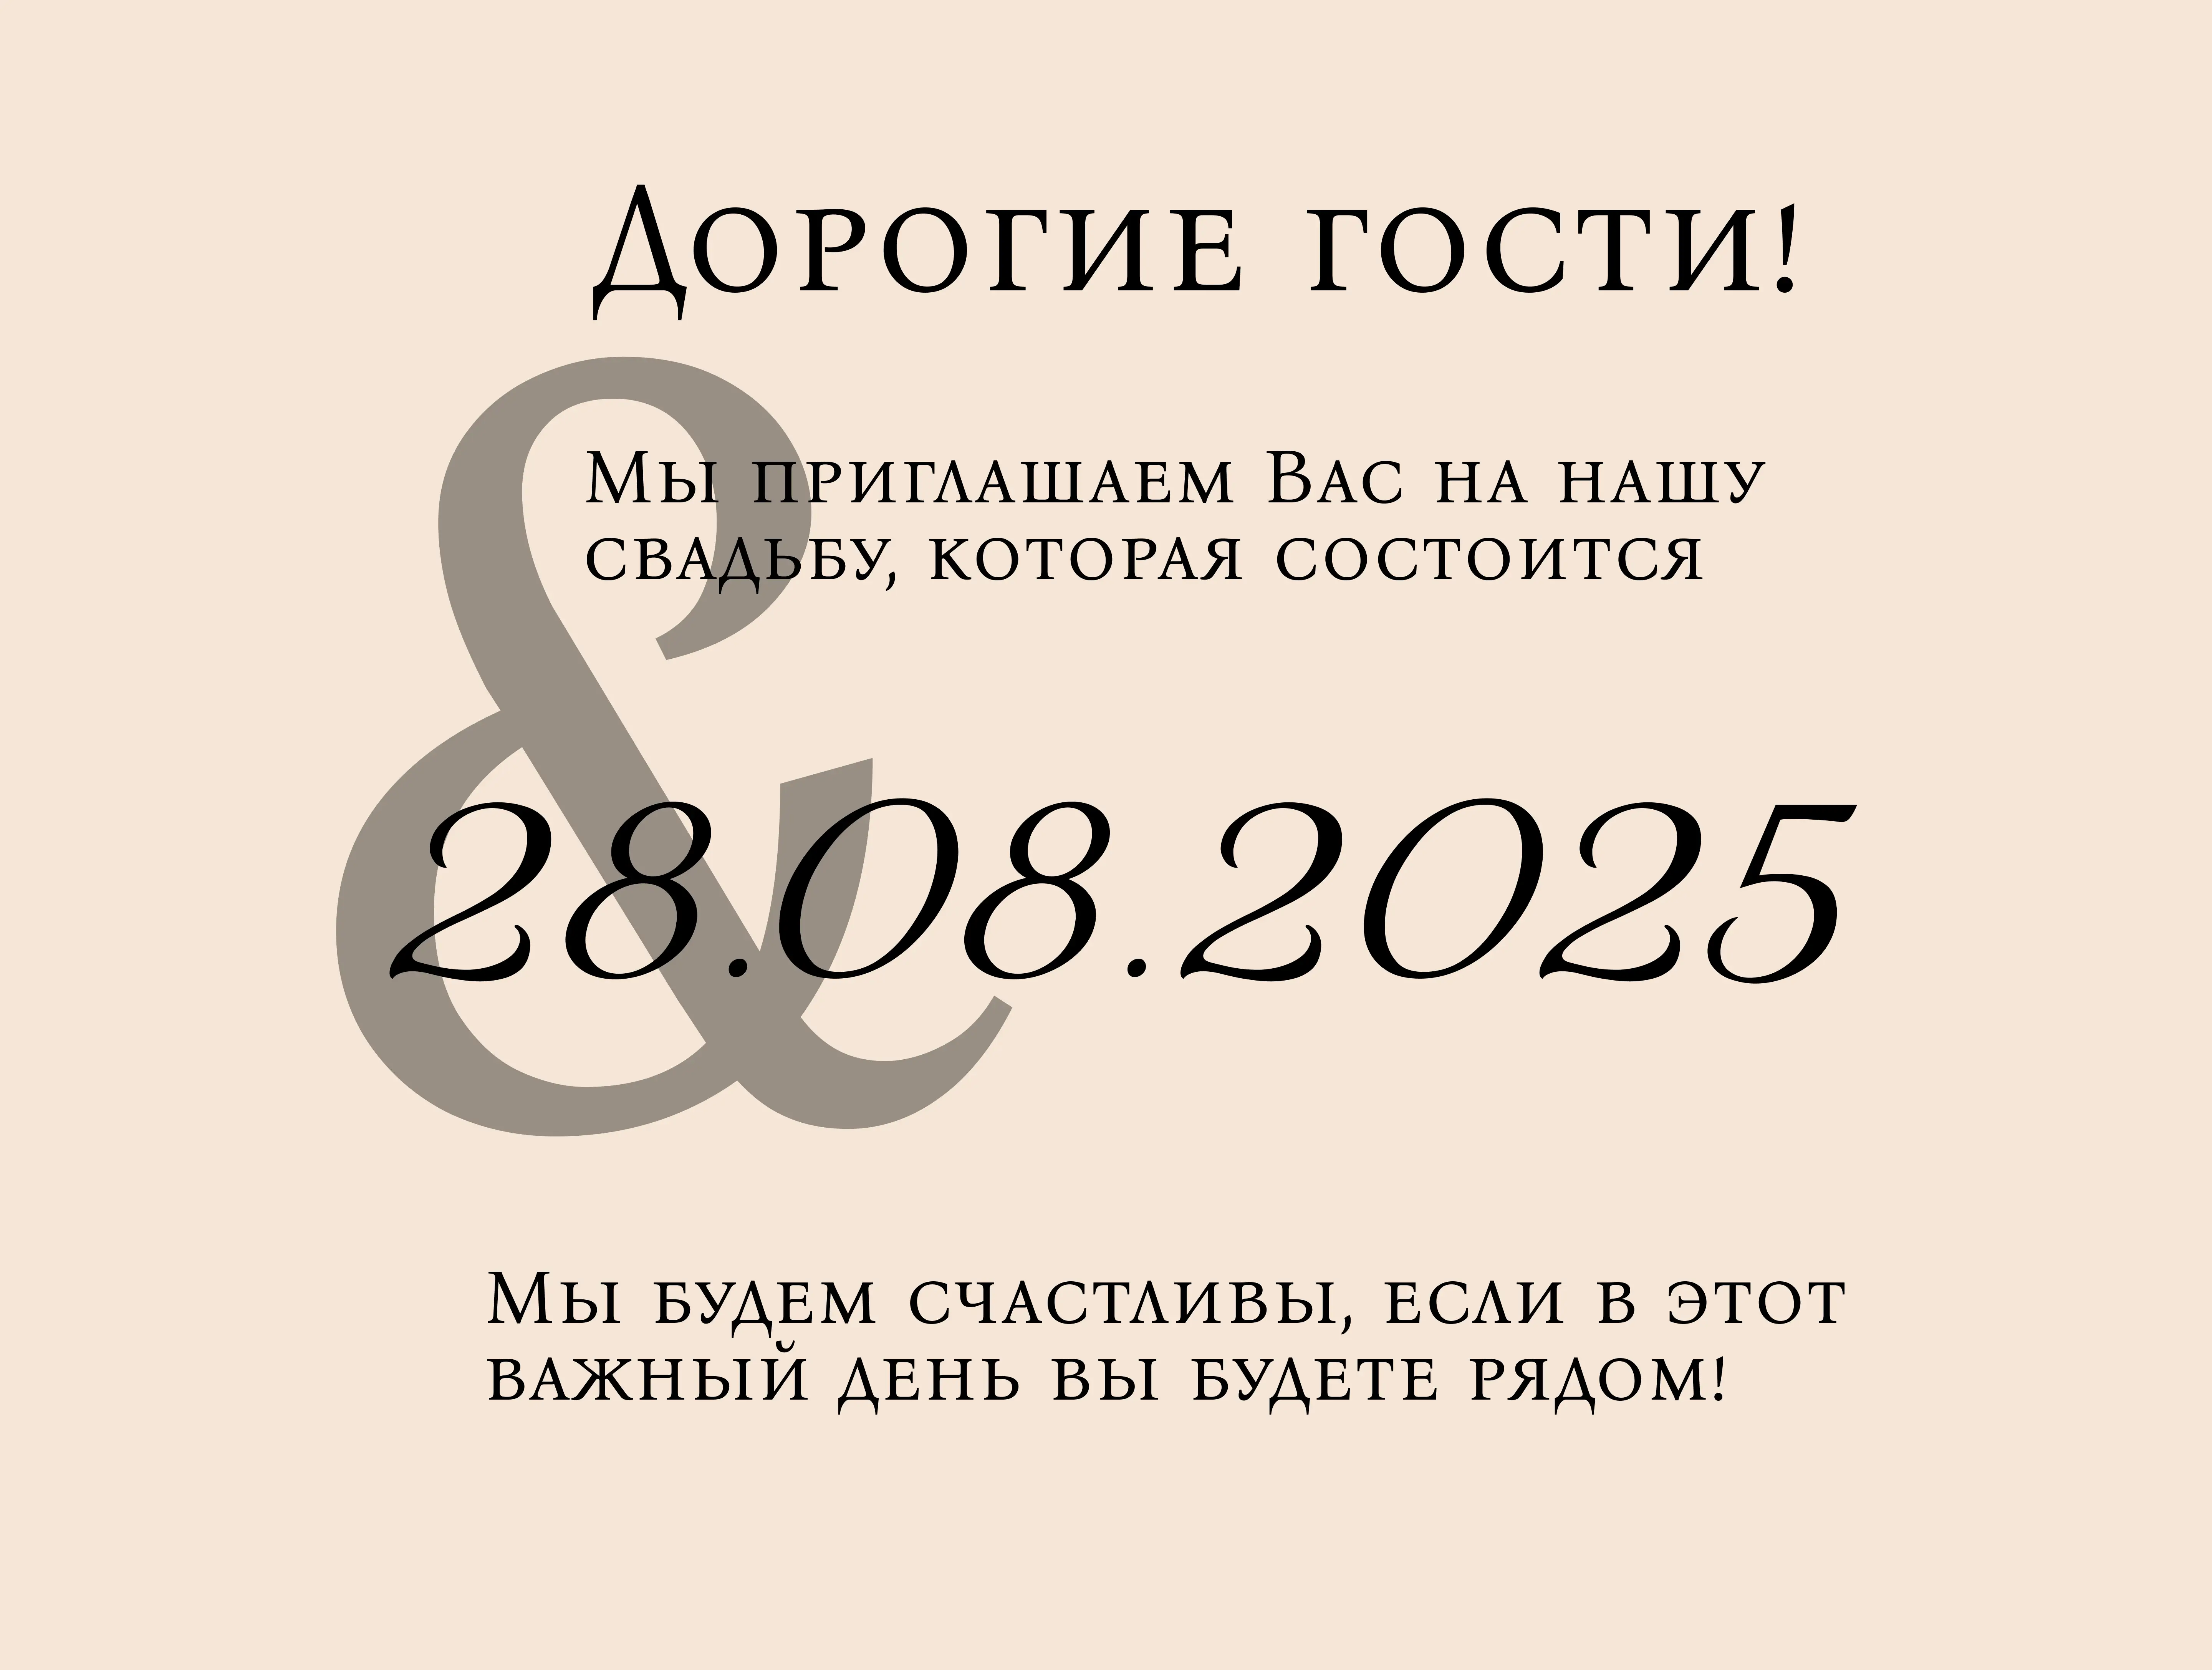 Дорогие гости!
&
Мы приглашаем Вас на нашу
свадьбу, которая состоится
28.08.2025
Мы будем счастливы, если в этот
важный день вы будете рядом!